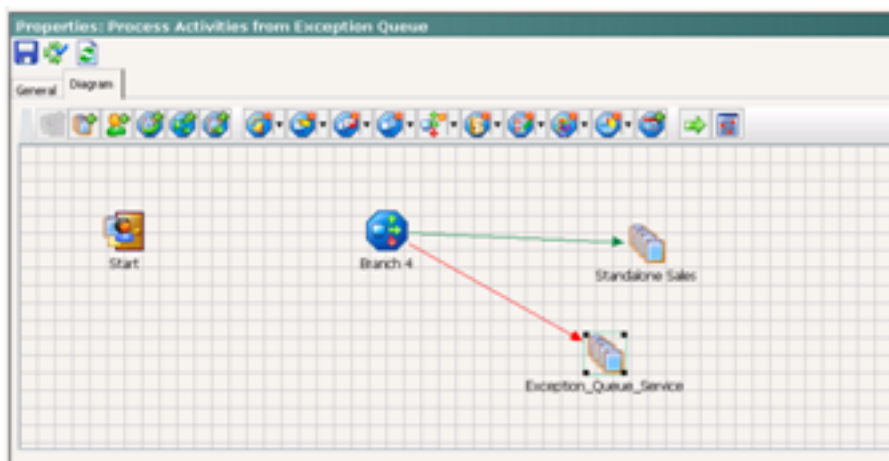 Properties: Process Activities from Exception Queue
General Diagram
Start
Branch 4
Standalone Sales
Exception_Queue_Service